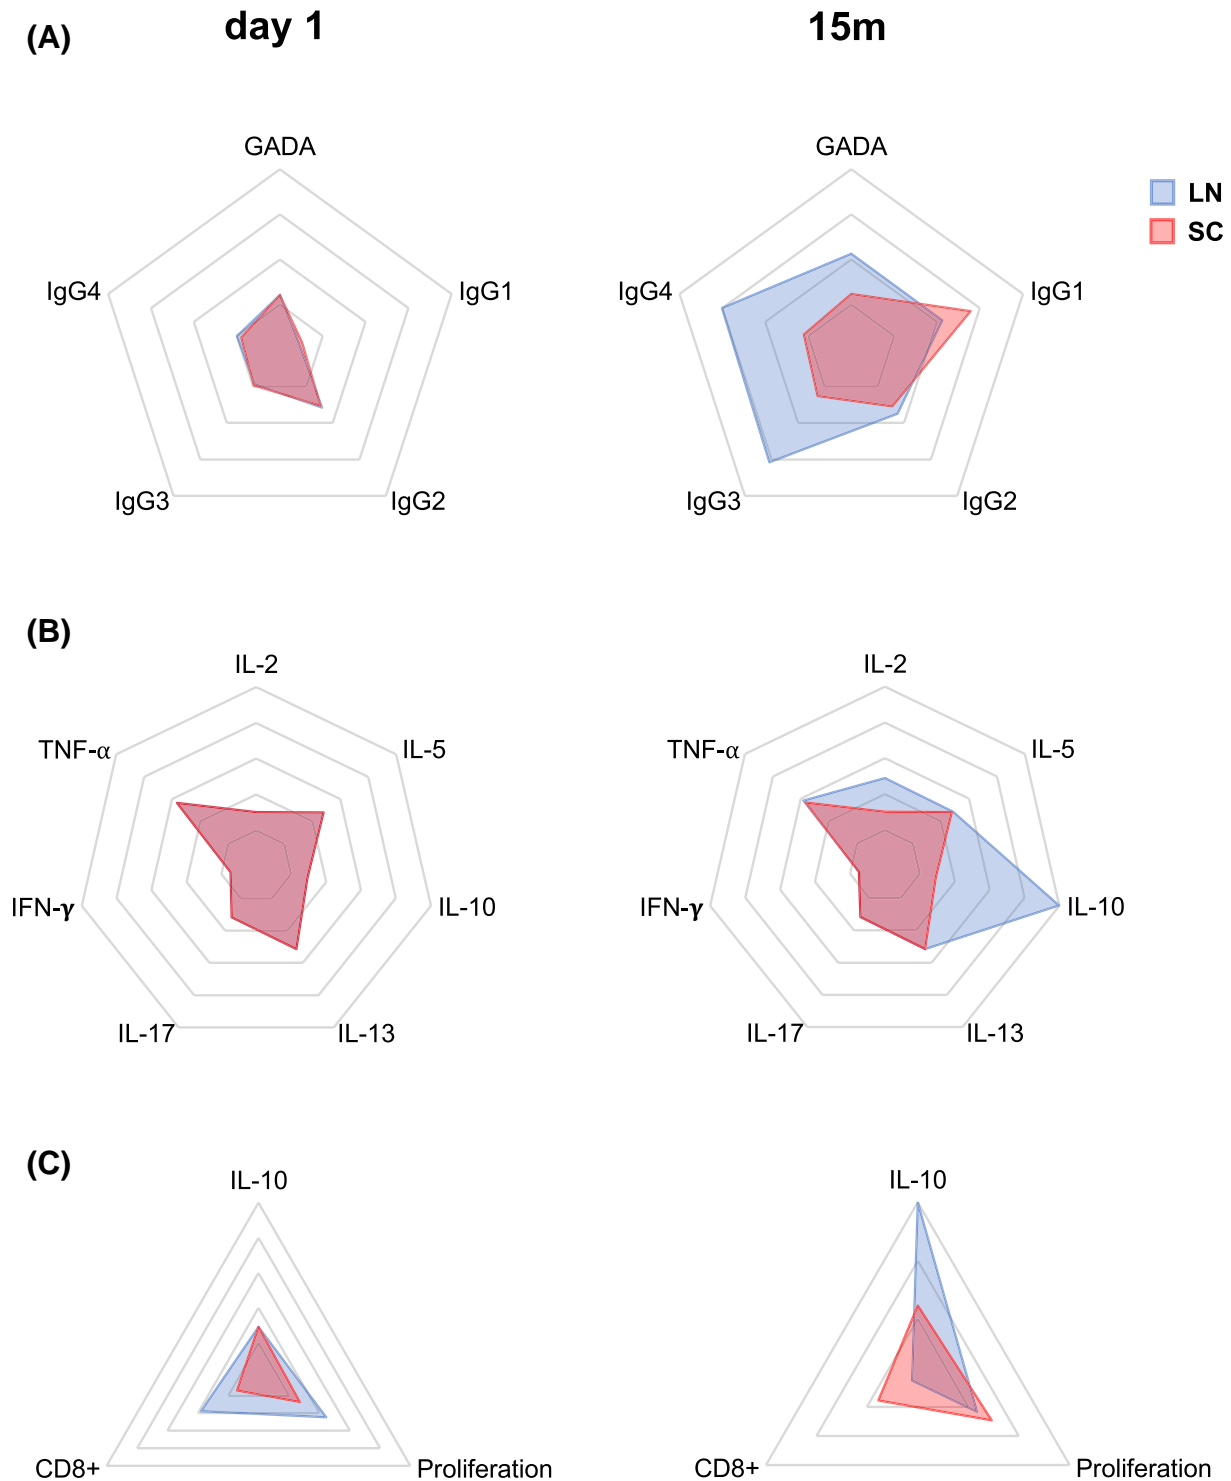 (A) day 1 15m
GADA GADA
LN
SC
IgG4 IgG1 IgG4 IgG1
IgG3 IgG2 IgG3 IgG2
(B)
IL-2 IL-2
TNF-α IL-5 TNF-α IL-5
IFN-γ IL-10 IFN-γ IL-10
IL-17 IL-13 IL-17 IL-13
(C)
IL-10 IL-10
CD8+ Proliferation CD8+ Proliferation